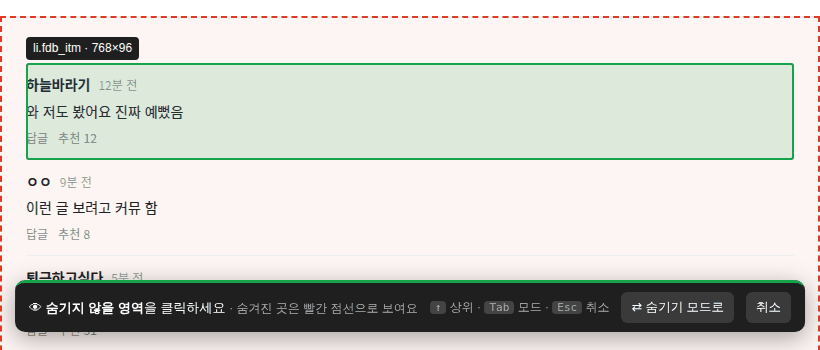 li.fdb_itm · 768×96
하늘바라기 12분 전
와 저도 봤어요 진짜 예뻤음
답글 추천 12
ㅇㅇ 9분 전
이런 글 보려고 커뮤 함
답글 추천 8
퇴근하고싶다 5분 전
👁 숨기지 않을 영역을 클릭하세요 · 숨겨진 곳은 빨간 점선으로 보여요 ↑ 상위 · Tab 모드 · Esc 취소 ⇄ 숨기기 모드로 취소
답글 추천 31